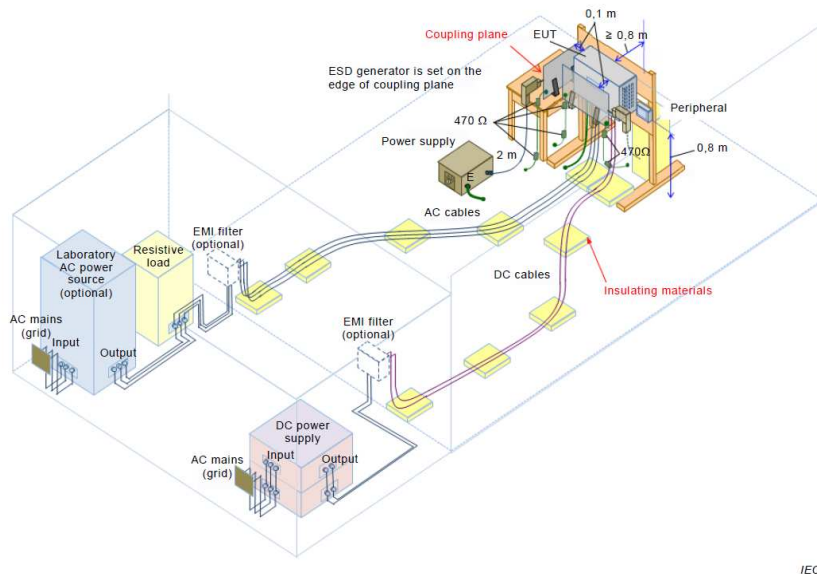 0,1 m
EUT
≥ 0,8 m
Coupling plane
ESD generator is set on the
edge of coupling plane
Peripheral
470 Ω
Power supply
2 m
470Ω
0,8 m
E
AC cables
EMI filter
(optional)
Laboratory
AC power
source
(optional)
Resistive
load
DC cables
Insulating materials
AC mains
(grid)
Input
Output
EMI filter
(optional)
DC power
supply
AC mains
(grid)
Input
Output
IEC